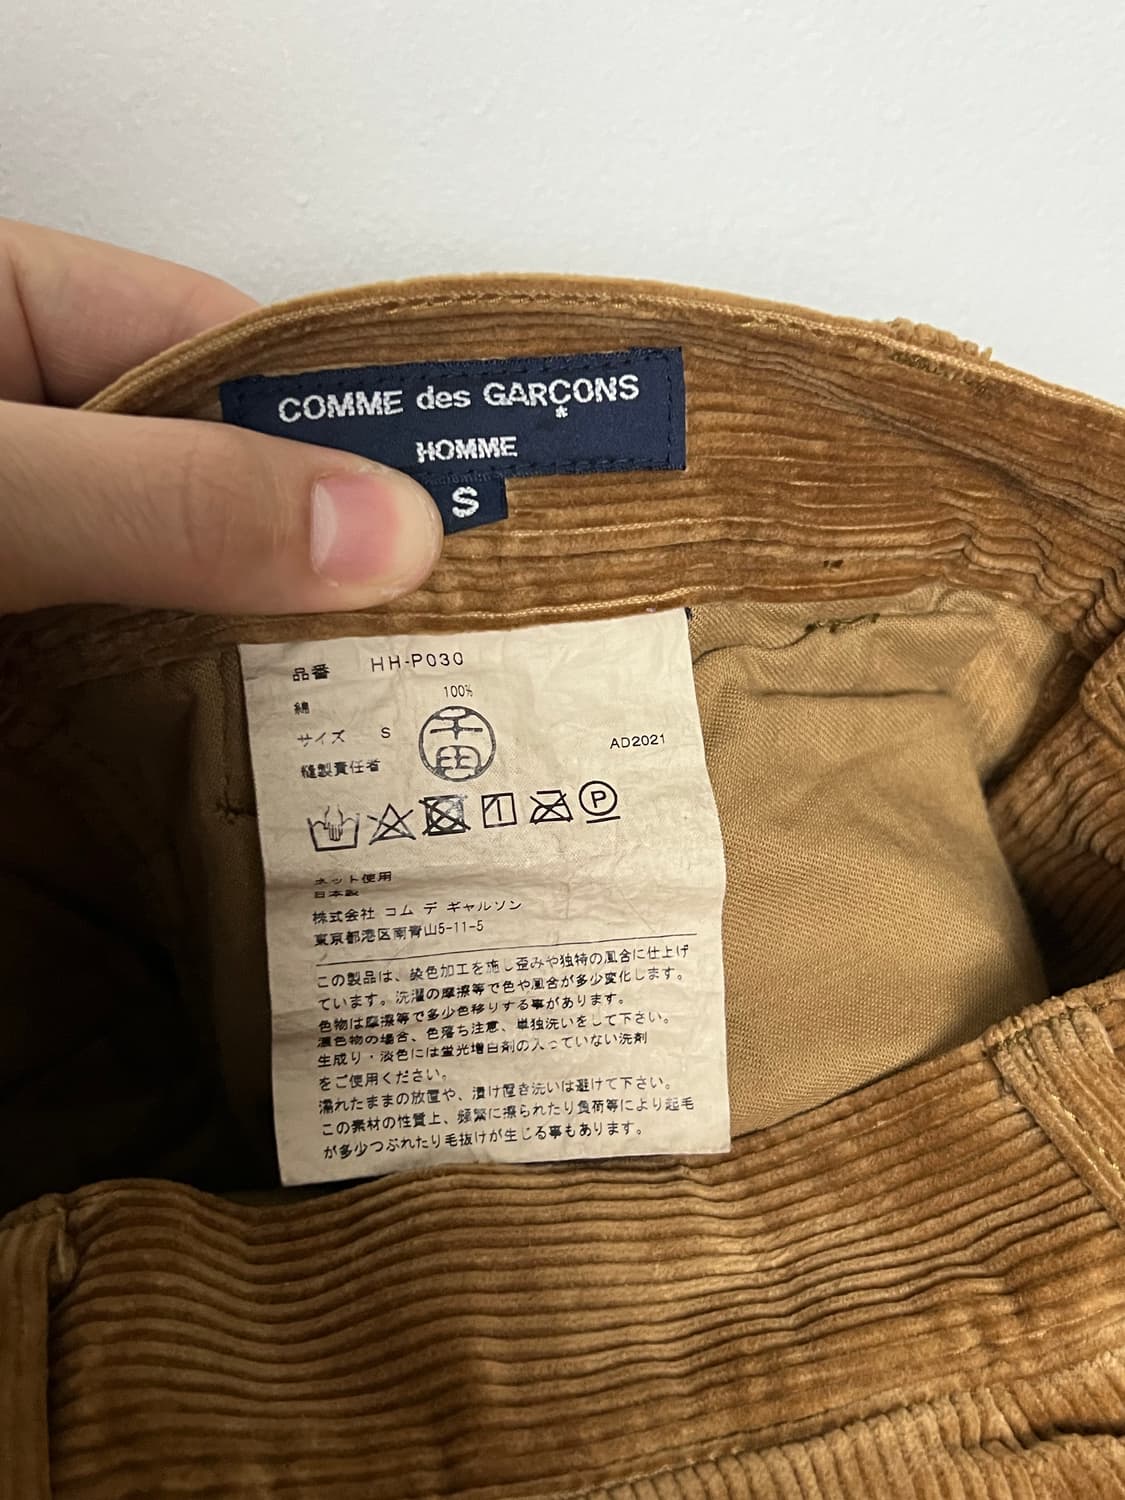 COMME des GARÇONS
HOMME
S
品番 HH-P030
綿 100%
サイズ S
千田
AD2021
縫製責任者
P
ネット使用
日本製
株式会社 コム デ ギャルソン
東京都港区南青山5-11-5
この製品は、染色加工を施し歪みや独特の風合に仕上げ
ています。洗濯の摩擦等で色や風合が多少変化します。
色物は摩擦等で多少色移りする事があります。
濃色物の場合、色落ち注意、単独洗いをして下さい。
生成り・淡色には蛍光増白剤の入っていない洗剤
をご使用ください。
濡れたままの放置や、漬け置き洗いは避けて下さい。
この素材の性質上、頻繁に擦られたり負荷等により起毛
が多少つぶれたり毛抜けが生じる事もあります。